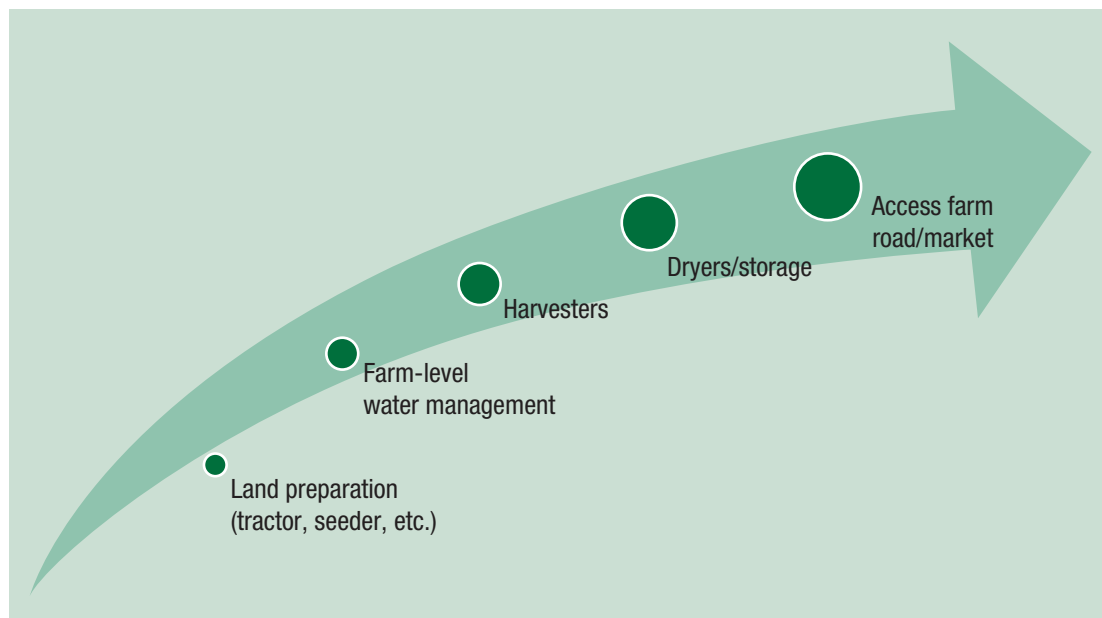 Access farm
road/market
Dryers/storage
Harvesters
Farm-level
water management
Land preparation
(tractor, seeder, etc.)